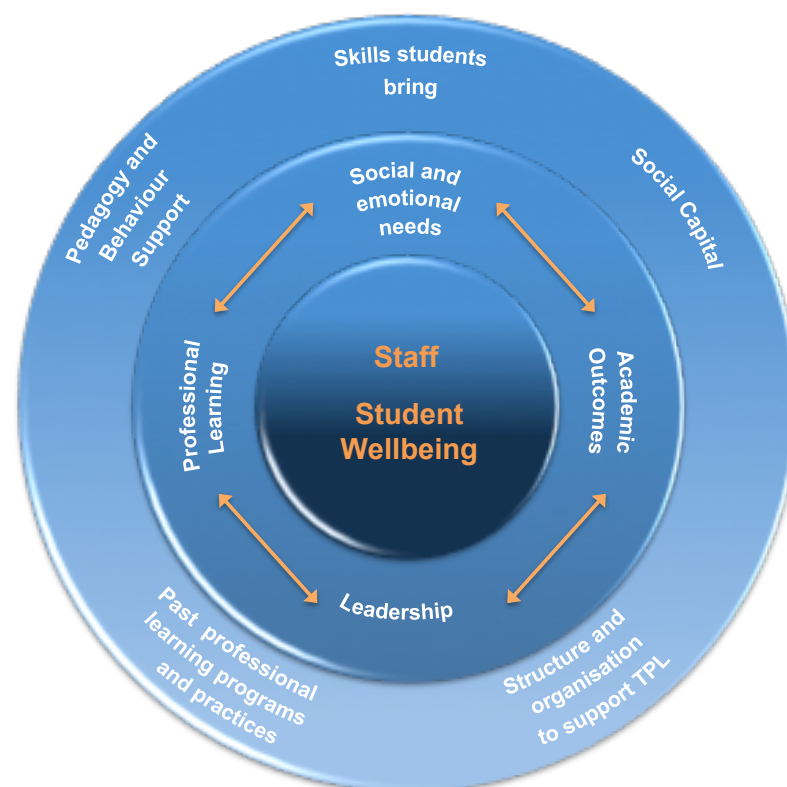 Skills students
bring
Pedagogy and
Behaviour
Support
Social Capital
Social and
emotional
needs
Professional
Learning
Academic
Outcomes
Staff
Student
Wellbeing
Leadership
Past professional
learning programs
and practices
Structure and
organisation
to support TPL